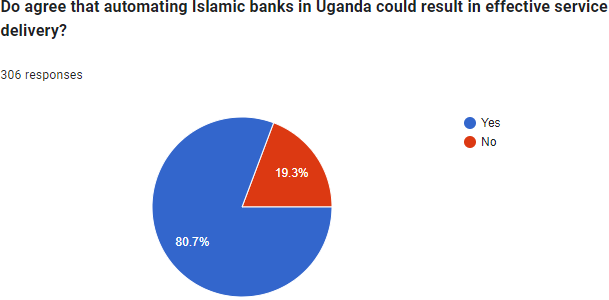 Do agree that automating Islamic banks in Uganda could result in effective service
delivery?
306 responses
Yes
No
19.3%
80.7%